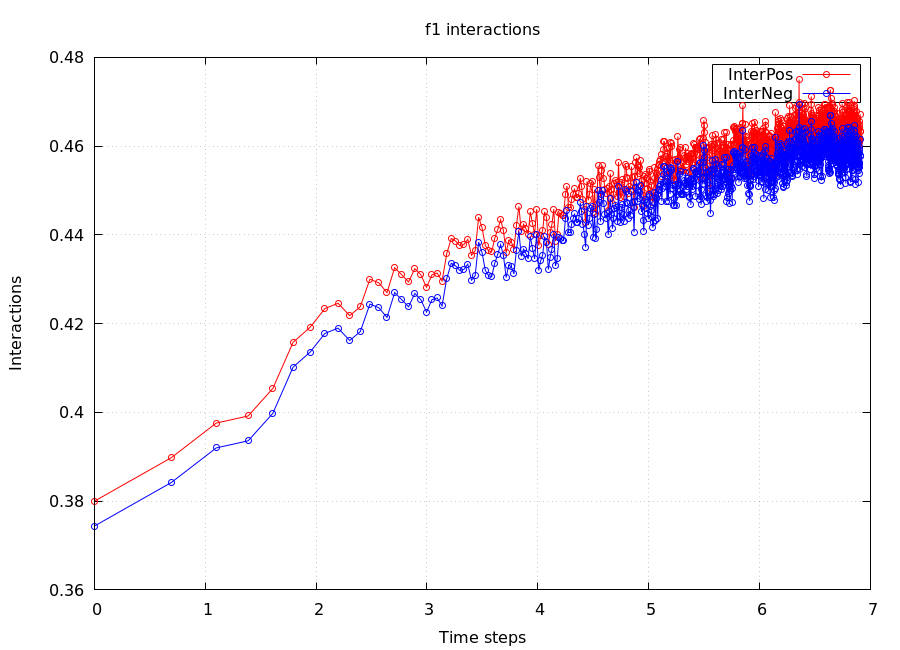 f1 interactions
InterPos
InterNeg
0.48
0.46
0.44
0.42
0.4
0.38
0.36
Interactions
0 1 2 3 4 5 6 7
Time steps